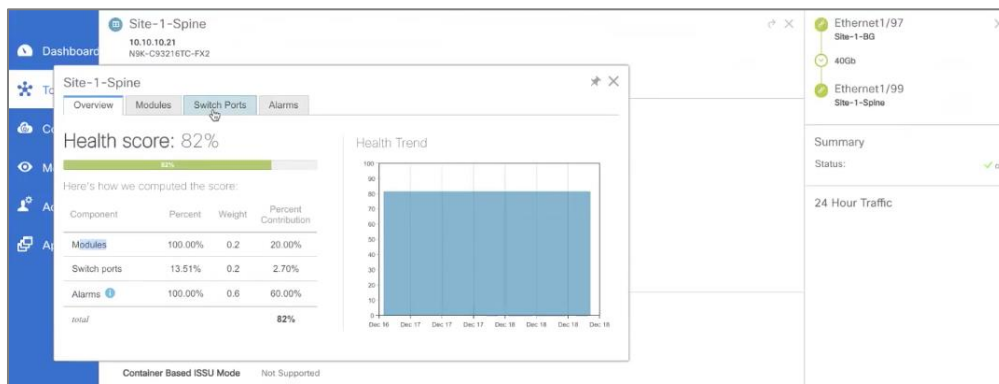 Site-1-Spine
10.10.10.21
N9K-C93216TC-FX2
Dashboard
Site-1-Spine
Overview Modules Switch Ports Alarms
Health score: 82%
82%
Here's how we computed the score:
Component Percent Weight Percent Contribution
Modules 100.00% 0.2 20.00%
Switch ports 13.51% 0.2 2.70%
Alarms 100.00% 0.6 60.00%
total 82%
Health Trend
100
90
80
70
60
50
40
30
20
10
0
Dec 16 Dec 17 Dec 17 Dec 17 Dec 18 Dec 18 Dec 18 Dec 18
Container Based ISSU Mode Not Supported
Ethernet1/97
Site-1-BG
40Gb
Ethernet1/99
Site-1-Spine
Summary
Status:
24 Hour Traffic